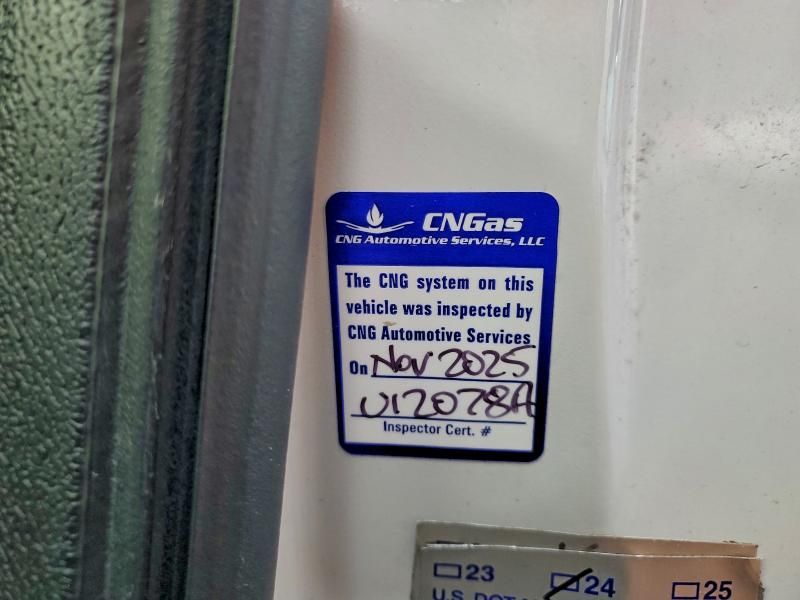 CNGas
CNG Automotive Services, LLC
The CNG system on this
vehicle was inspected by
CNG Automotive Services
On Nov 2025
U12078A
Inspector Cert. #
23 24 25
U.S. DOT